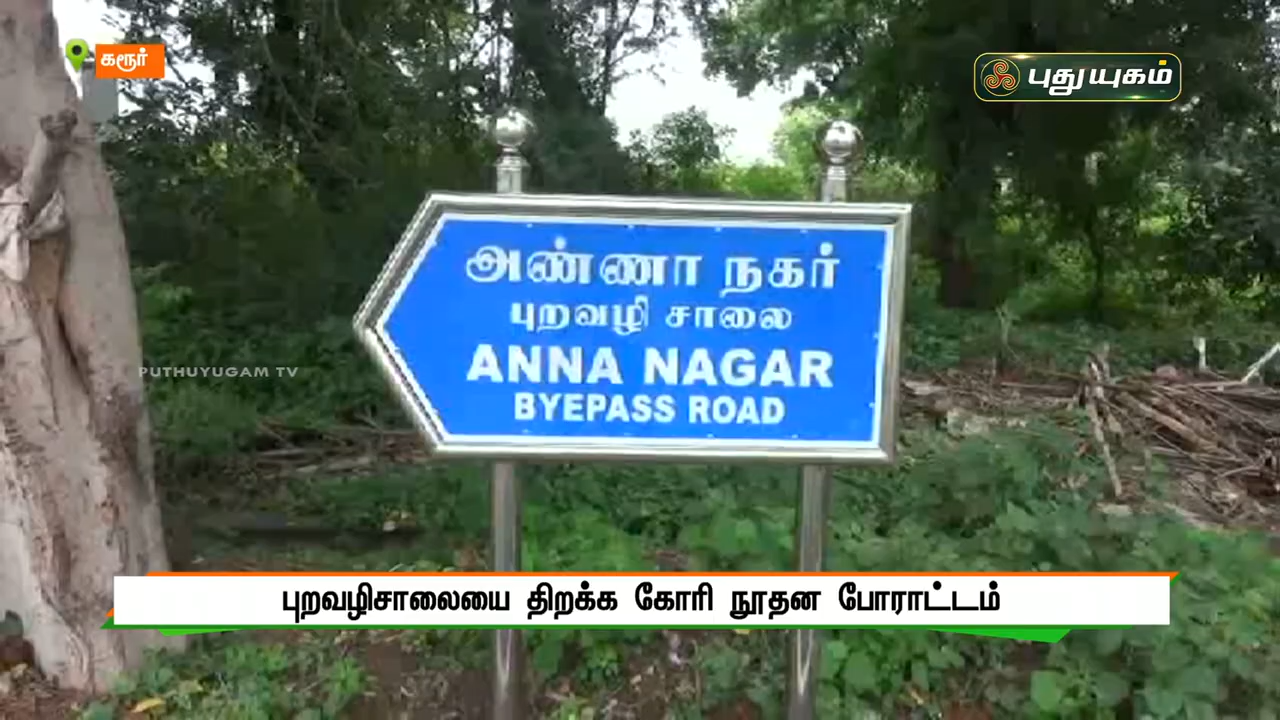 கரூர்
புதுயுகம்
அண்ணா நகர்
புறவழி சாலை
ANNA NAGAR
BYEPASS ROAD
PUTHUYUGAM TV
புறவழிசாலையை திறக்க கோரி நூதன போராட்டம்